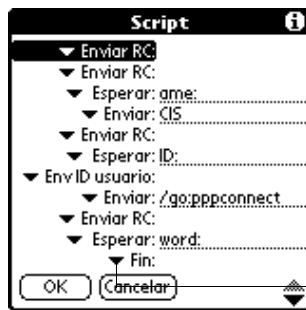 Script
Enviar RC:
Enviar RC:
Esperar: ame:
Enviar: CIS
Enviar RC:
Esperar: ID:
Env ID usuario:
Enviar: /go:pppconnect
Enviar RC:
Esperar: word:
Fin:
OK Cancelar